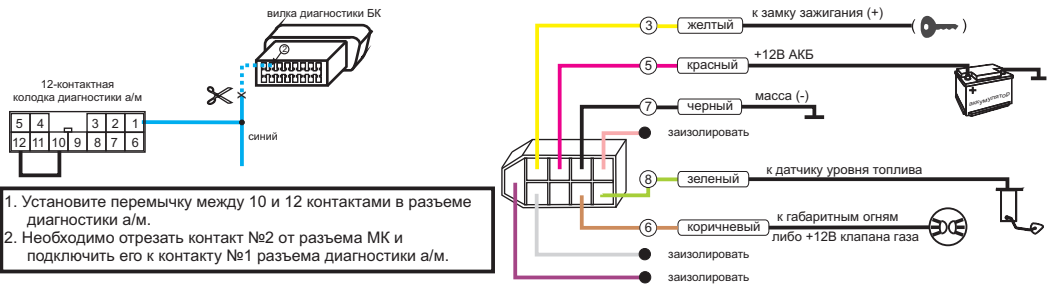 вилка диагностики БК
2
12-контактная
колодка диагностики а/м
5 4 3 2 1
12 11 10 9 8 7 6
синий
1. Установите перемычку между 10 и 12 контактами в разъеме
диагностики а/м.
2. Необходимо отрезать контакт №2 от разъема МК и
подключить его к контакту №1 разъема диагностики а/м.
3 желтый к замку зажигания (+)
5 красный +12В АКБ
аккумулятоР
7 черный масса (-)
заизолировать
8 зеленый к датчику уровня топлива
6 коричневый к габаритным огням
либо +12В клапана газа
заизолировать
заизолировать